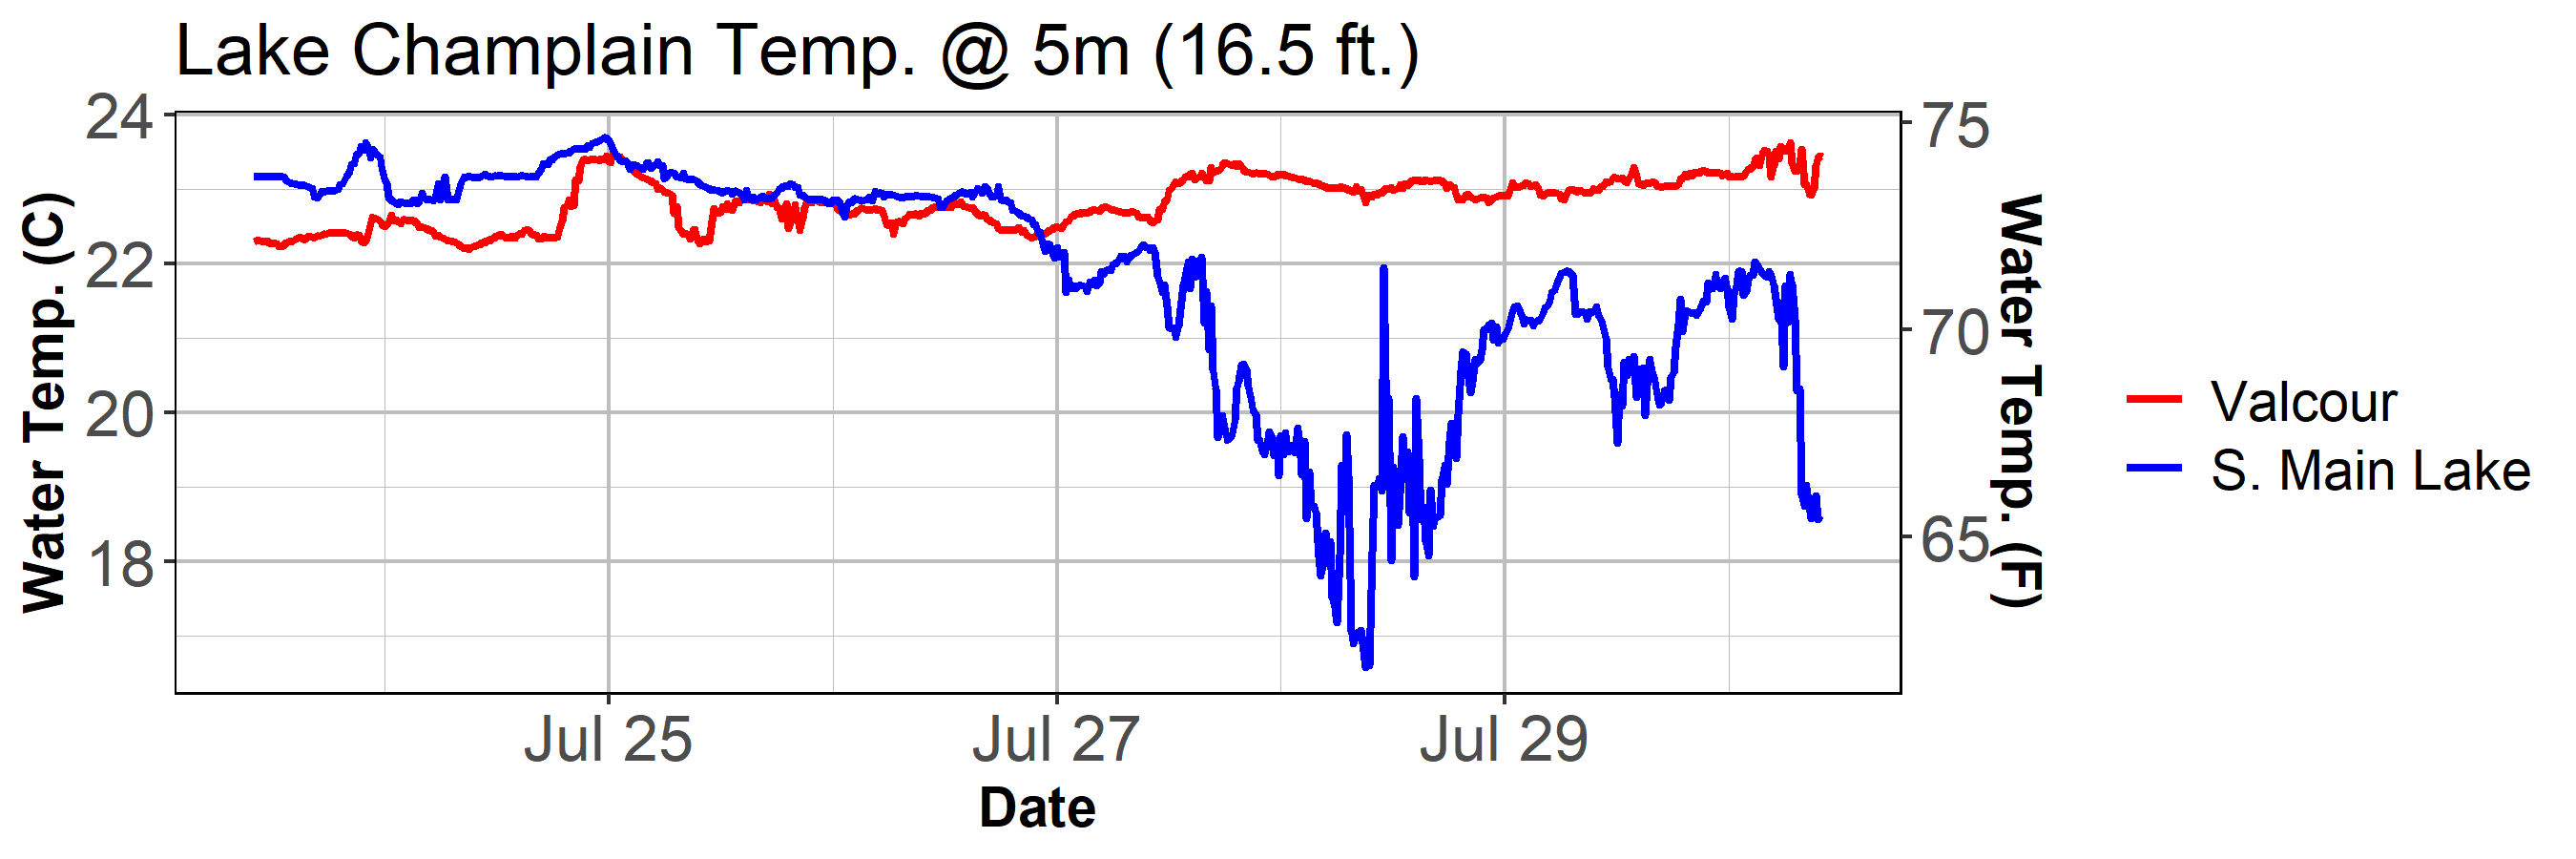 Lake Champlain Temp. @ 5m (16.5 ft.)
24
22
20
18
Water Temp. (C)
75
70
65
Water Temp. (F)
Jul 25
Jul 27
Jul 29
Date
Valcour
S. Main Lake